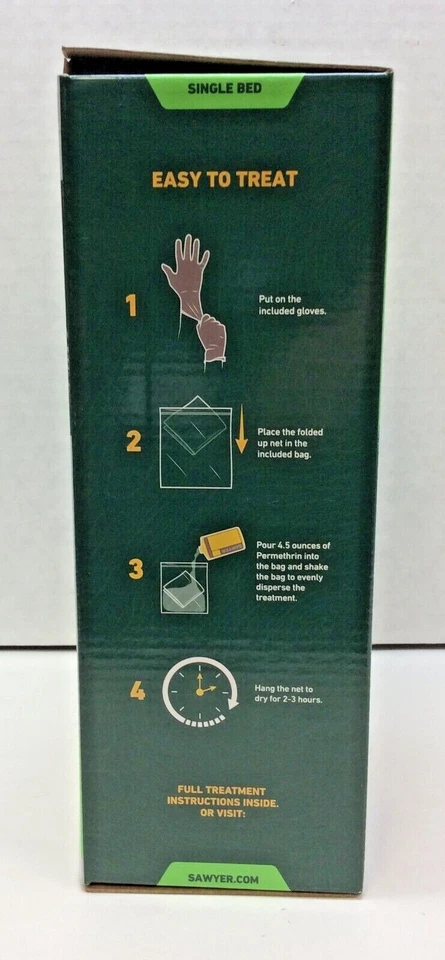 SINGLE BED
EASY TO TREAT
1
Put on the
included gloves.
2
Place the folded
up net in the
included bag.
3
Pour 4.5 ounces of
Permethrin into
the bag and shake
the bag to evenly
disperse the
treatment.
4
Hang the net to
dry for 2-3 hours.
FULL TREATMENT
INSTRUCTIONS INSIDE.
OR VISIT:
SAWYER.COM